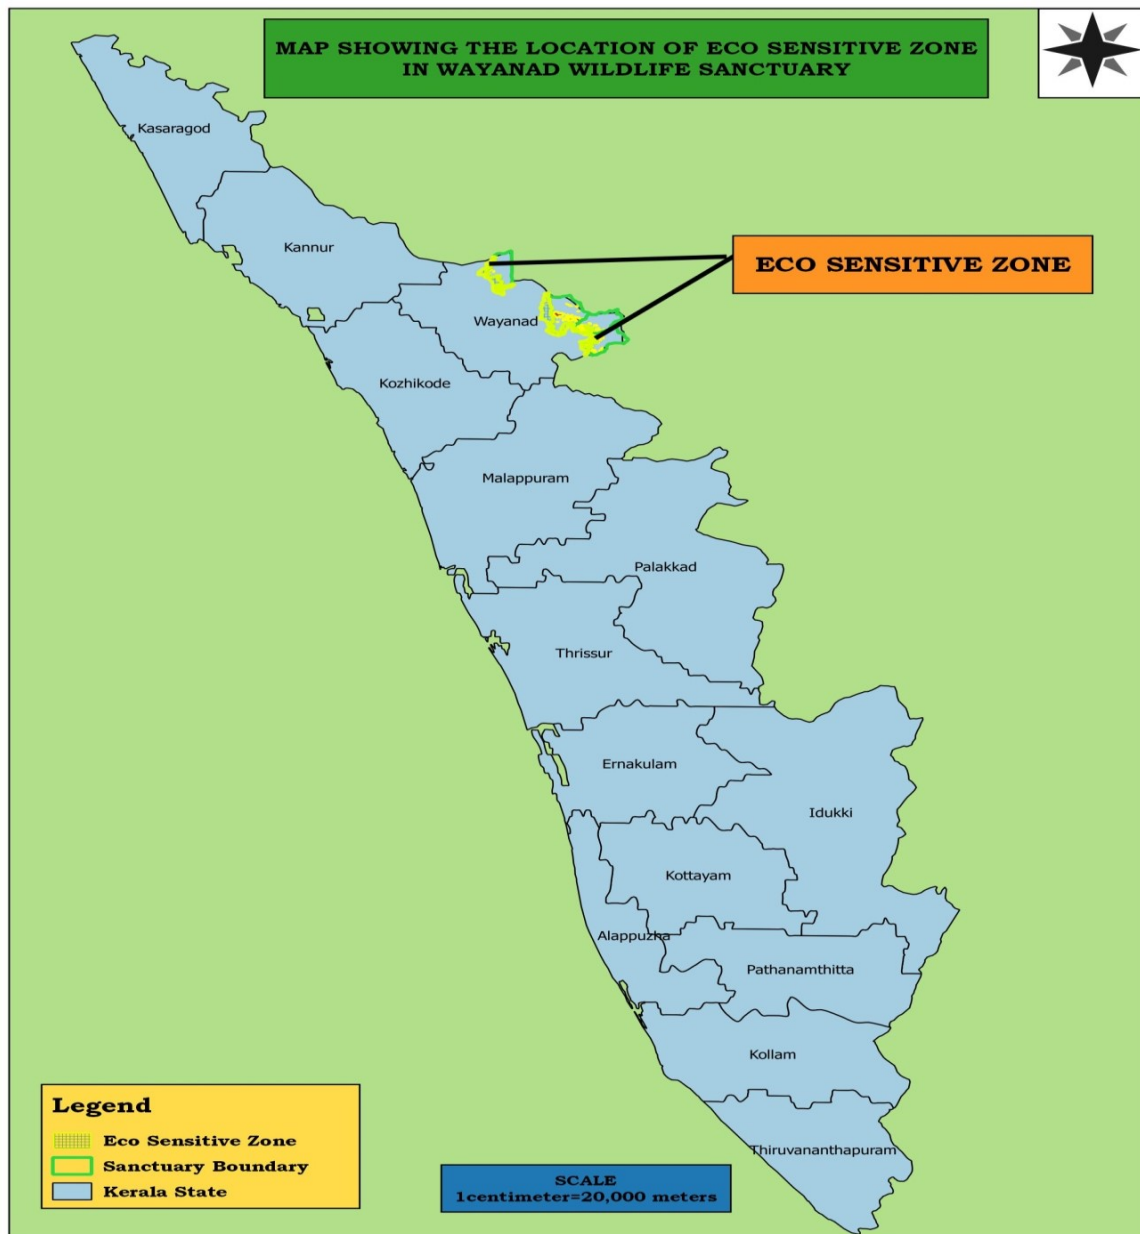 MAP SHOWING THE LOCATION OF ECO SENSITIVE ZONE
IN WAYANAD WILDLIFE SANCTUARY
Kasaragod
Kannur
ECO SENSITIVE ZONE
Wayanad
Kozhikode
Malappuram
Palakkad
Thrissur
Ernakulam
Idukki
Kottayam
Alappuzha
Pathanamthitta
Kollam
Thiruvananthapuram
Legend
Eco Sensitive Zone
Sanctuary Boundary
Kerala State
SCALE
1centimeter=20,000 meters